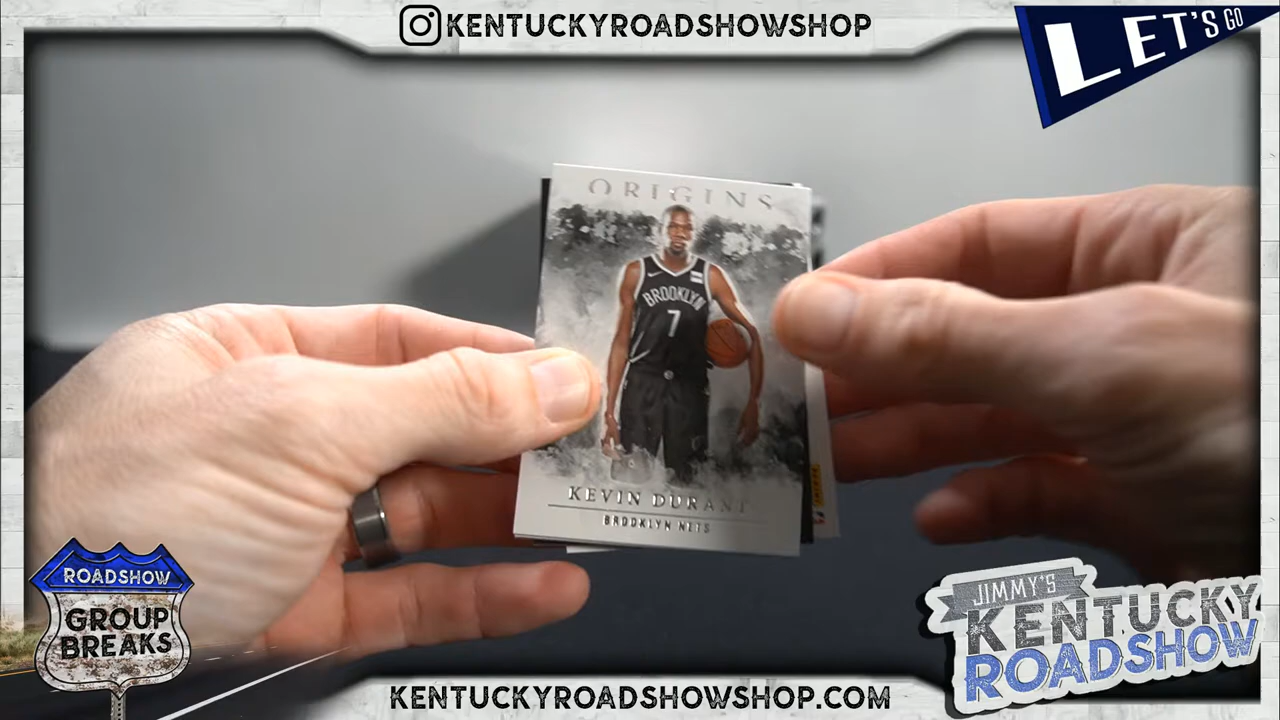 KENTUCKYROADSHOWSHOP
LET'S GO
ORIGINS
BROOKLYN
7
KEVIN DURANT
BROOKLYN NETS
ROADSHOW
GROUP
BREAKS
JIMMY'S
KENTUCKY
ROADSHOW
KENTUCKYROADSHOWSHOP.COM